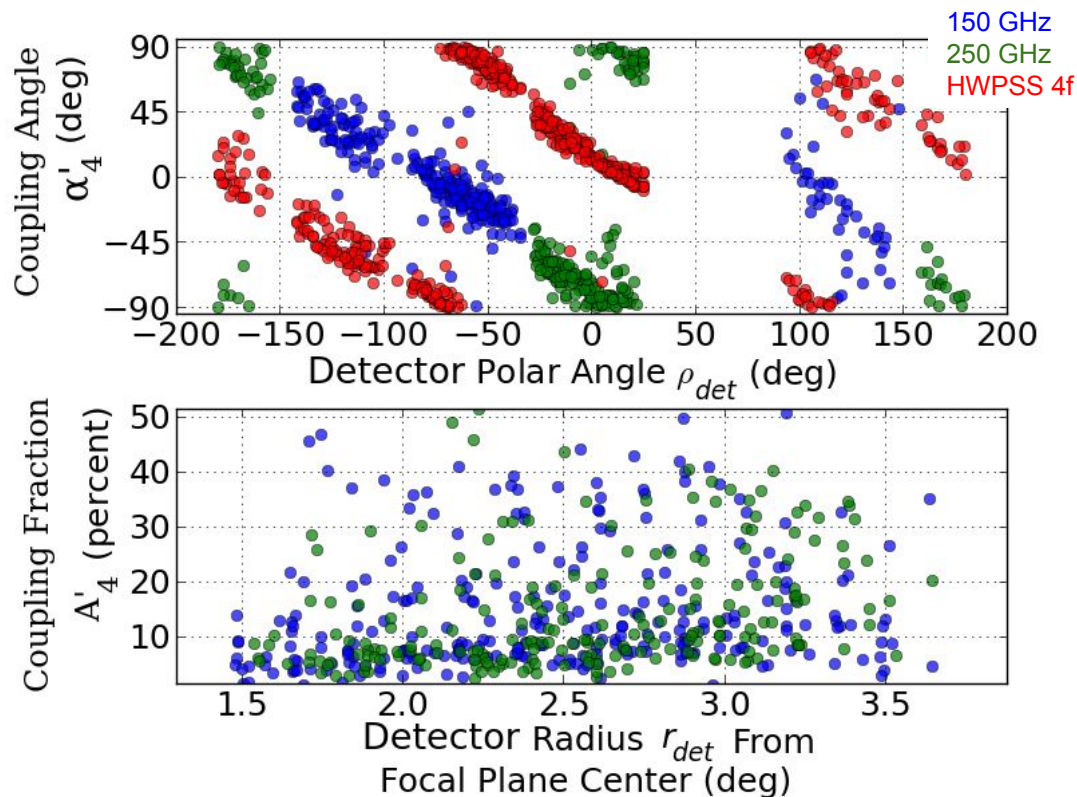 150 GHz
250 GHz
HWPSS 4f
Coupling Angle
α'₄ (deg)
90
45
0
−45
−90
−200 −150 −100 −50 0 50 100 150 200
Detector Polar Angle ρ_det (deg)
Coupling Fraction
A'₄ (percent)
50
40
30
20
10
1.5 2.0 2.5 3.0 3.5
Detector Radius r_det From
Focal Plane Center (deg)